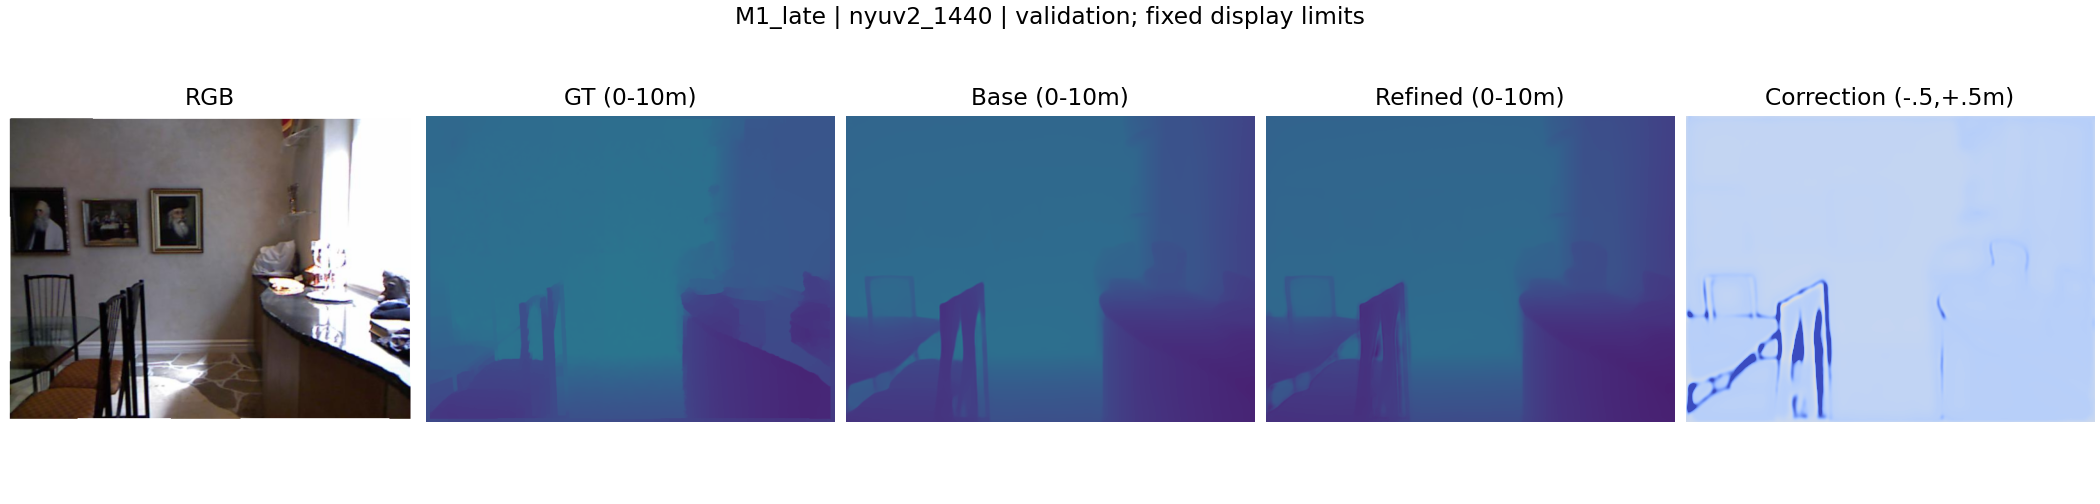 M1_late | nyuv2_1440 | validation; fixed display limits
RGB
GT (0-10m)
Base (0-10m)
Refined (0-10m)
Correction (-.5,+.5m)